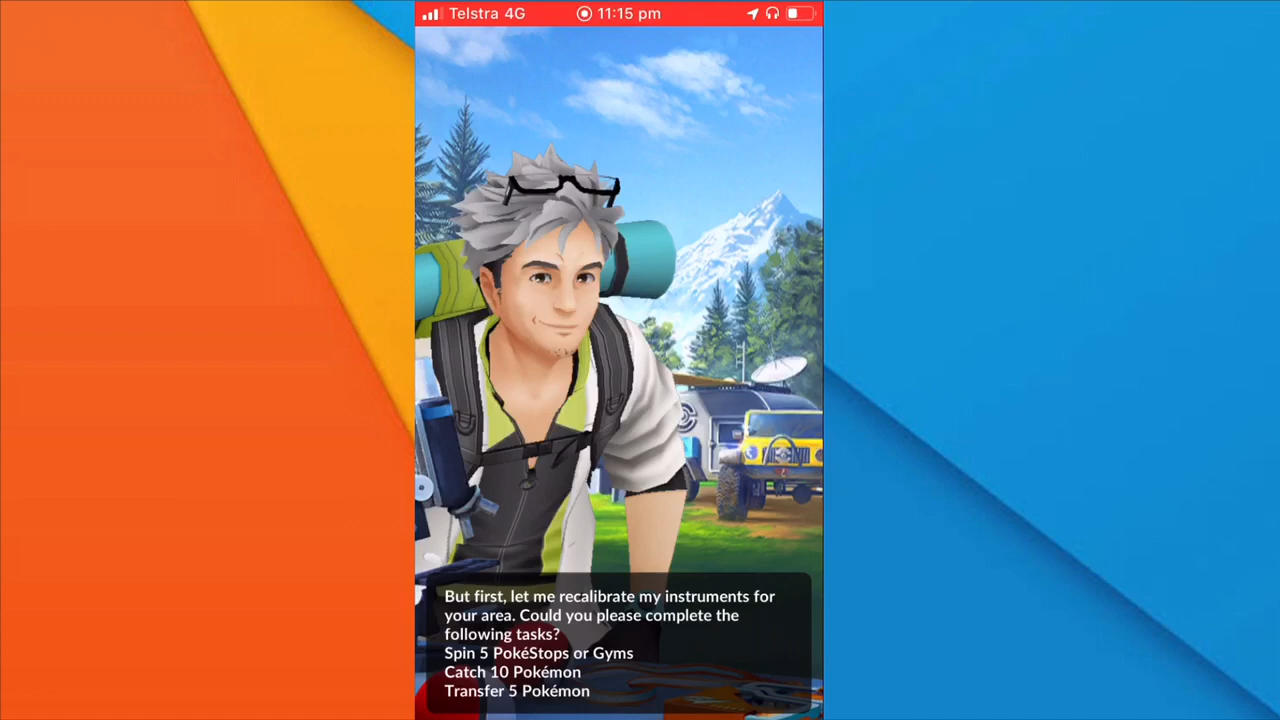 Telstra 4G 11:15 pm
But first, let me recalibrate my instruments for
your area. Could you please complete the
following tasks?
Spin 5 PokéStops or Gyms
Catch 10 Pokémon
Transfer 5 Pokémon